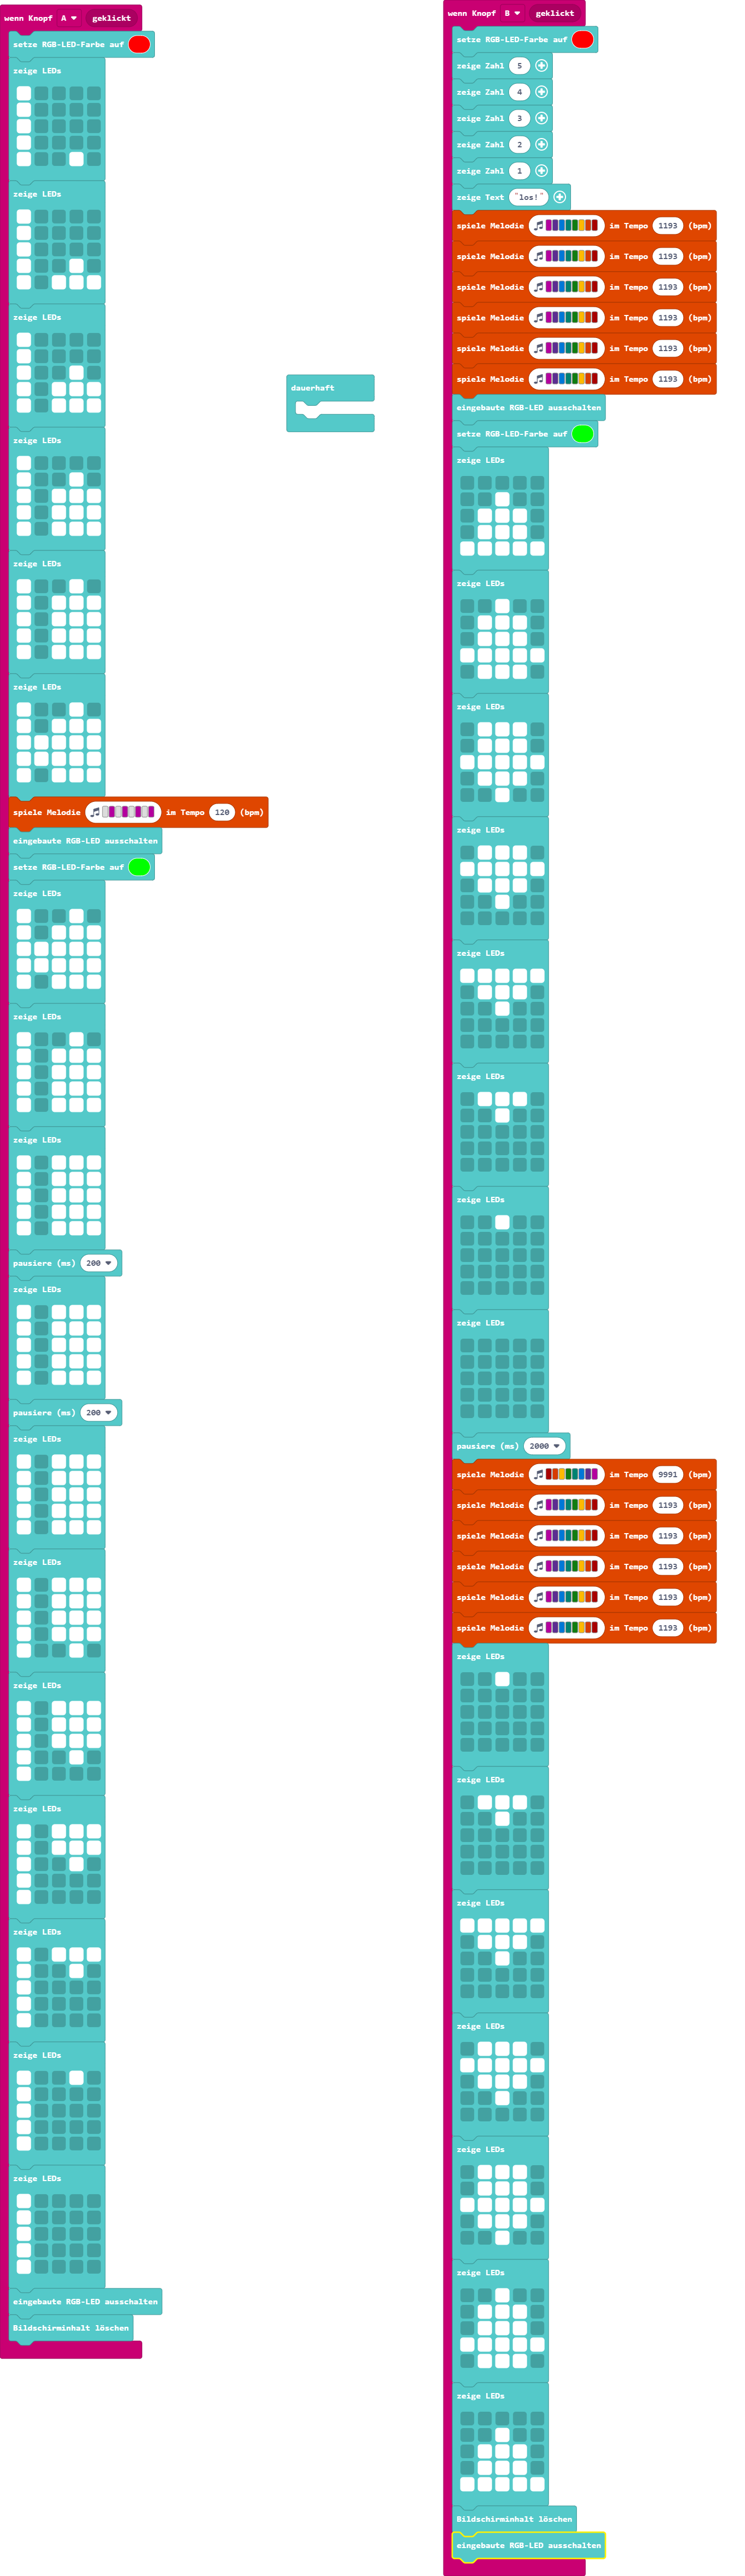 wenn Knopf A geklickt
setze RGB-LED-Farbe auf
zeige LEDs
zeige LEDs
zeige LEDs
zeige LEDs
zeige LEDs
zeige LEDs
spiele Melodie im Tempo 120 (bpm)
eingebaute RGB-LED ausschalten
setze RGB-LED-Farbe auf
zeige LEDs
zeige LEDs
zeige LEDs
pausiere (ms) 200
zeige LEDs
pausiere (ms) 200
zeige LEDs
zeige LEDs
zeige LEDs
zeige LEDs
zeige LEDs
zeige LEDs
zeige LEDs
eingebaute RGB-LED ausschalten
Bildschirminhalt löschen
dauerhaft
wenn Knopf B geklickt
setze RGB-LED-Farbe auf
zeige Zahl 5
zeige Zahl 4
zeige Zahl 3
zeige Zahl 2
zeige Zahl 1
zeige Text "los!"
spiele Melodie im Tempo 1193 (bpm)
spiele Melodie im Tempo 1193 (bpm)
spiele Melodie im Tempo 1193 (bpm)
spiele Melodie im Tempo 1193 (bpm)
spiele Melodie im Tempo 1193 (bpm)
spiele Melodie im Tempo 1193 (bpm)
eingebaute RGB-LED ausschalten
setze RGB-LED-Farbe auf
zeige LEDs
zeige LEDs
zeige LEDs
zeige LEDs
zeige LEDs
zeige LEDs
zeige LEDs
zeige LEDs
pausiere (ms) 2000
spiele Melodie im Tempo 9991 (bpm)
spiele Melodie im Tempo 1193 (bpm)
spiele Melodie im Tempo 1193 (bpm)
spiele Melodie im Tempo 1193 (bpm)
spiele Melodie im Tempo 1193 (bpm)
spiele Melodie im Tempo 1193 (bpm)
zeige LEDs
zeige LEDs
zeige LEDs
zeige LEDs
zeige LEDs
zeige LEDs
zeige LEDs
Bildschirminhalt löschen
eingebaute RGB-LED ausschalten